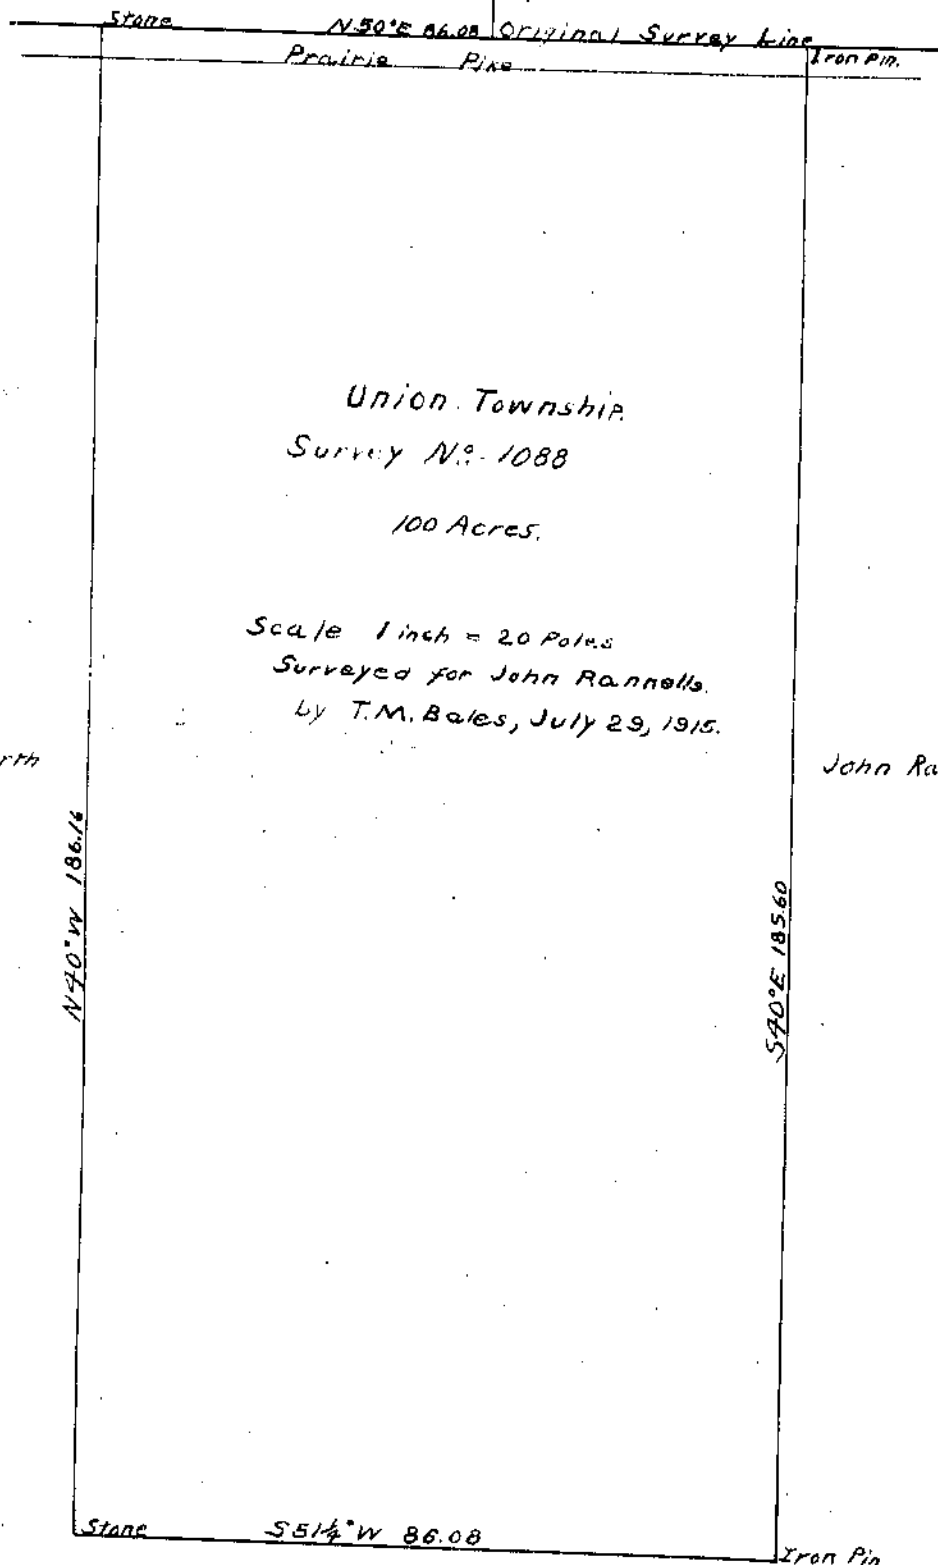 Stone N.50°E 86.08 Original Survey Line
Prairie Pike Iron Pin.
Union Township.
Survey No. 1088
100 Acres.
Scale 1 inch = 20 Poles
Surveyed for John Rannells.
by T.M. Bales, July 29, 1915.
rth
John Ra
N40°W 186.16
S40°E 185.60
Stone S51¼°W 86.08
Iron Pin